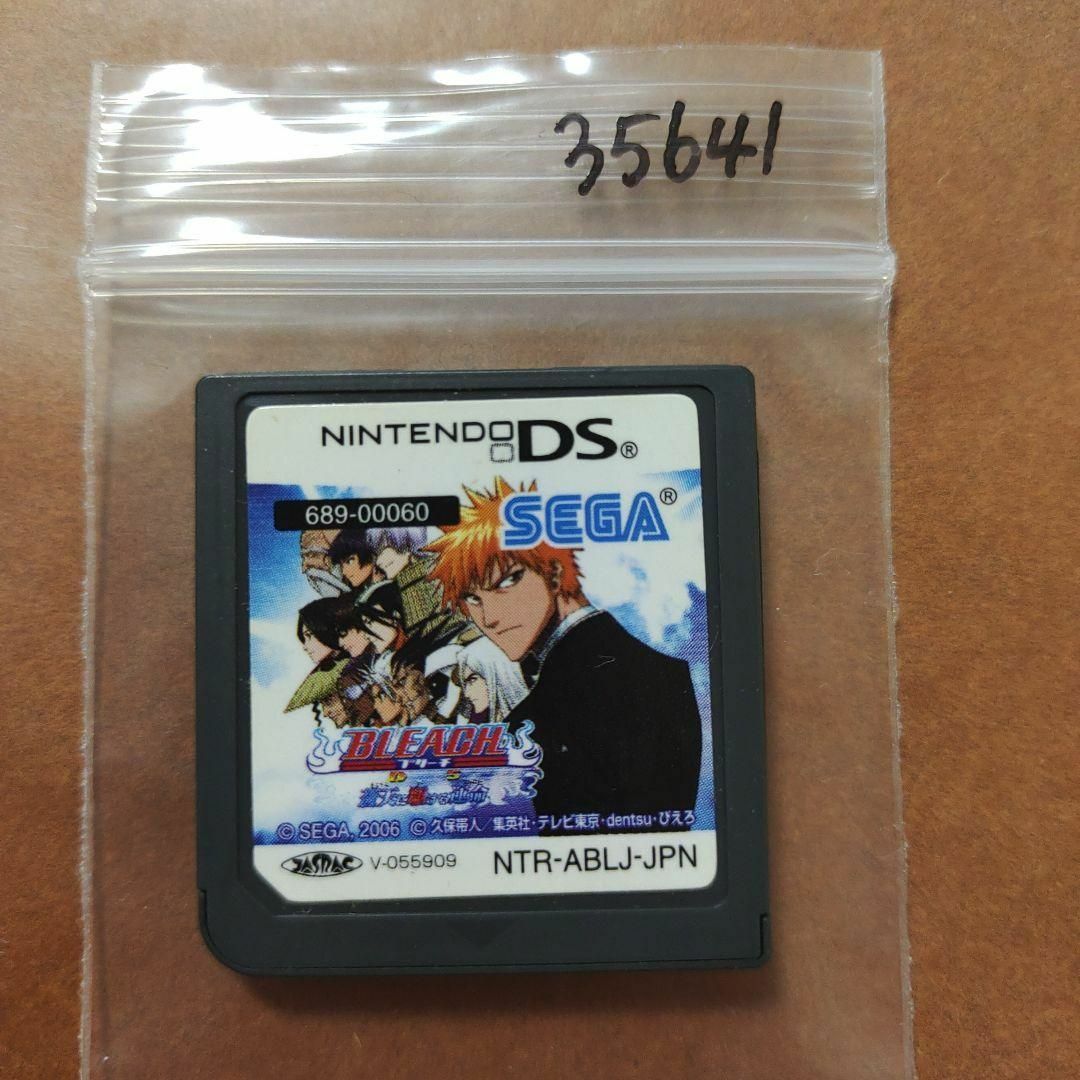 35641
NINTENDO DS®
689-00060
SEGA®
BLEACH
ブリーチ
DS
蒼天に駆ける運命
© SEGA, 2006 © 久保帯人/集英社・テレビ東京・dentsu・ぴえろ
JASRAC V-055909 NTR-ABLJ-JPN